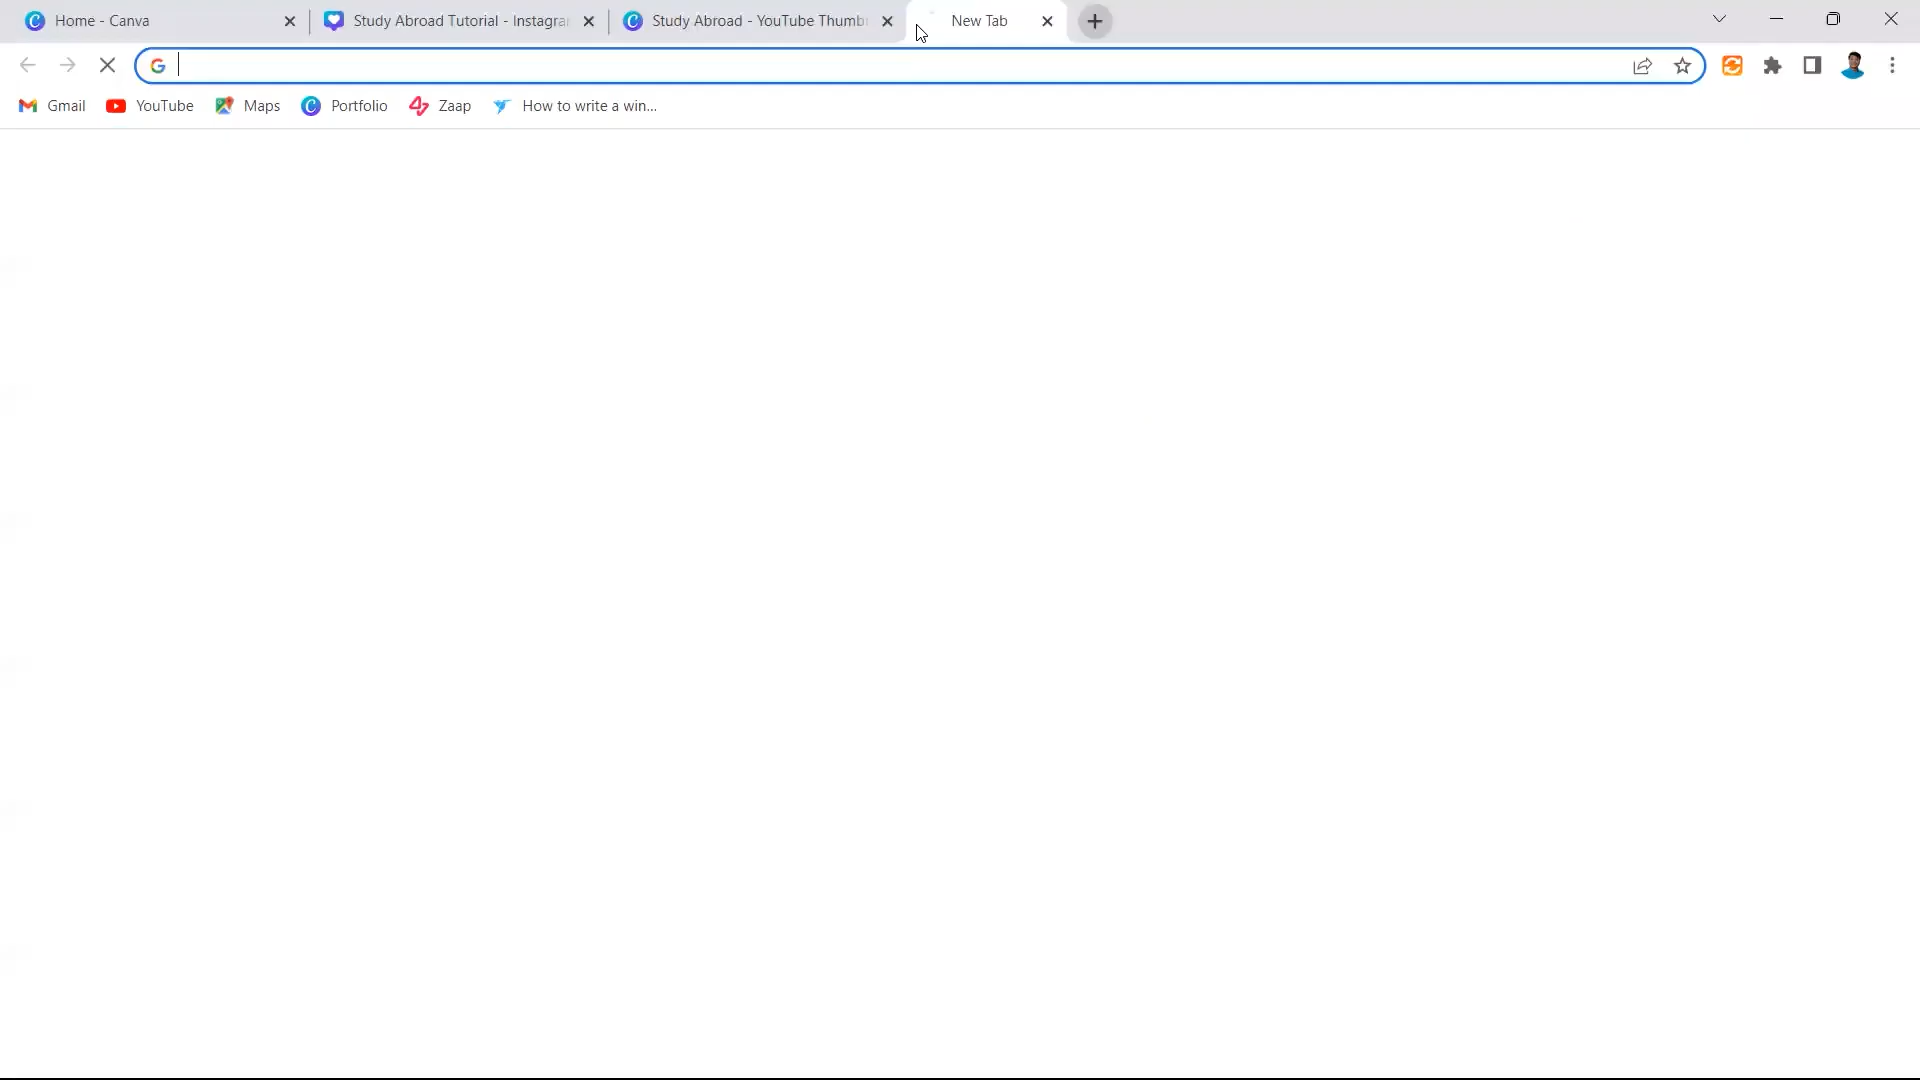 Home - Canva
Study Abroad Tutorial - Instagra
Study Abroad - YouTube Thumb
New Tab
Gmail
YouTube
Maps
Portfolio
Zaap
How to write a win...